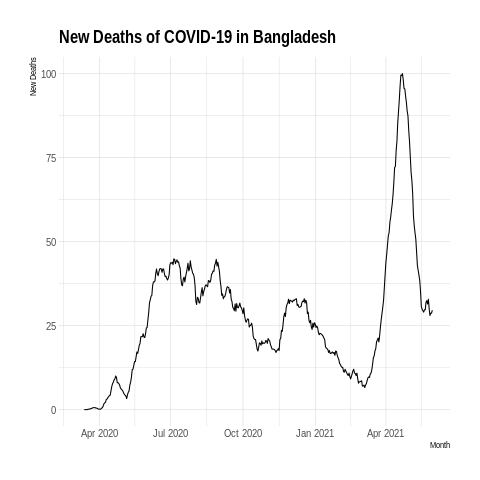 New Deaths of COVID-19 in Bangladesh
New Deaths
100
75
50
25
0
Apr 2020 Jul 2020 Oct 2020 Jan 2021 Apr 2021
Month